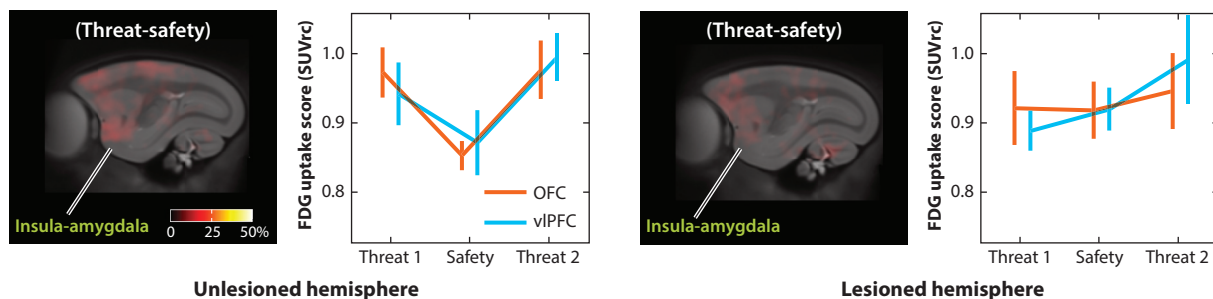 (Threat-safety)
Insula-amygdala
0 25 50%
FDG uptake score (SUVrc)
1.0
0.9
0.8
OFC
vlPFC
Threat 1 Safety Threat 2
Unlesioned hemisphere
(Threat-safety)
Insula-amygdala
FDG uptake score (SUVrc)
1.0
0.9
0.8
Threat 1 Safety Threat 2
Lesioned hemisphere